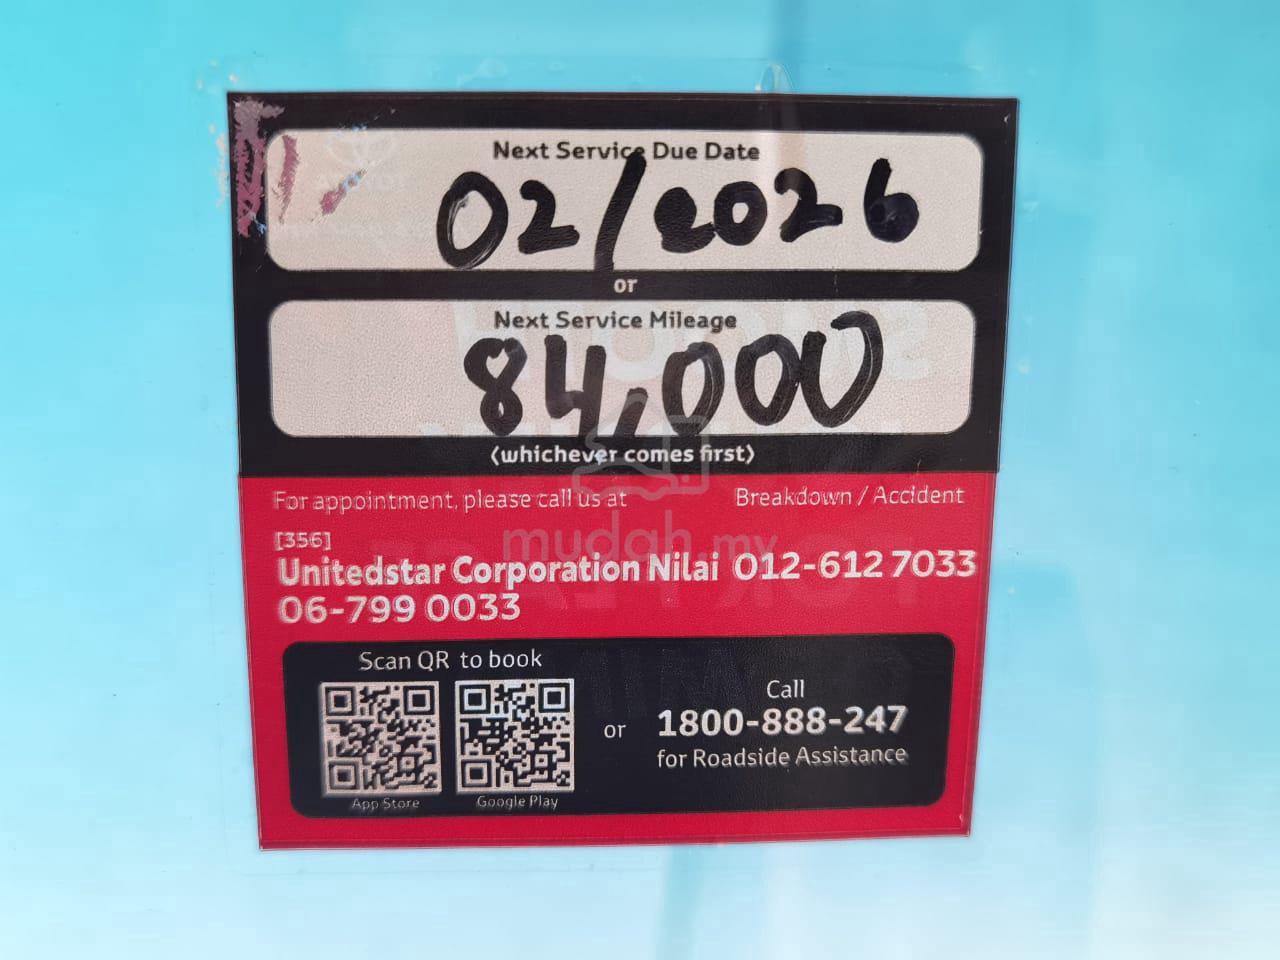 Next Service Due Date
02/2026
or
Next Service Mileage
84,000
(whichever comes first)
For appointment, please call us at
Breakdown / Accident
[356]
Unitedstar Corporation Nilai 012-612 7033
06-799 0033
mudah.my
Scan QR to book
App Store
Google Play
or
Call
1800-888-247
for Roadside Assistance